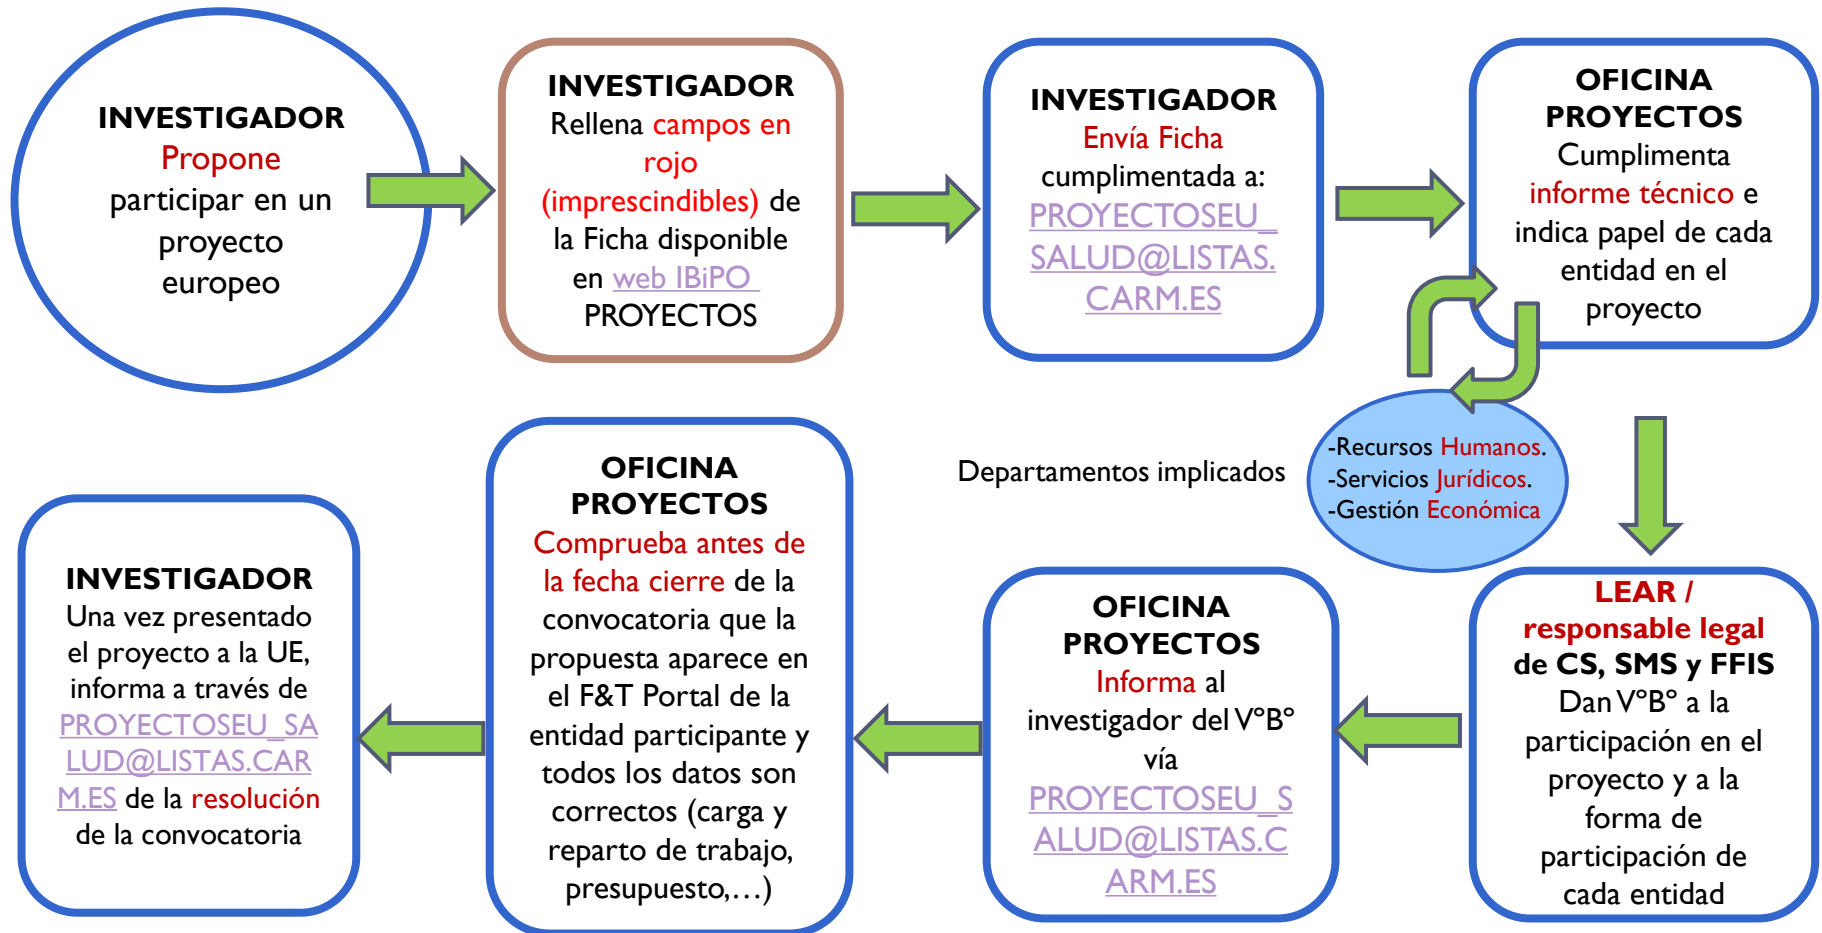 INVESTIGADOR
Propone
participar en un
proyecto
europeo
INVESTIGADOR
Rellena campos en
rojo
(imprescindibles) de
la Ficha disponible
en web IBiPO
PROYECTOS
INVESTIGADOR
Envía Ficha
cumplimentada a:
PROYECTOSEU_
SALUD@LISTAS.
CARM.ES
OFICINA
PROYECTOS
Cumplimenta
informe técnico e
indica papel de cada
entidad en el
proyecto
Departamentos implicados
-Recursos Humanos.
-Servicios Jurídicos.
-Gestión Económica
LEAR /
responsable legal
de CS, SMS y FFIS
Dan VºBº a la
participación en el
proyecto y a la
forma de
participación de
cada entidad
OFICINA
PROYECTOS
Informa al
investigador del VºBº
vía
PROYECTOSEU_S
ALUD@LISTAS.C
ARM.ES
OFICINA
PROYECTOS
Comprueba antes de
la fecha cierre de la
convocatoria que la
propuesta aparece en
el F&T Portal de la
entidad participante y
todos los datos son
correctos (carga y
reparto de trabajo,
presupuesto,…)
INVESTIGADOR
Una vez presentado
el proyecto a la UE,
informa a través de
PROYECTOSEU_SA
LUD@LISTAS.CAR
M.ES de la resolución
de la convocatoria